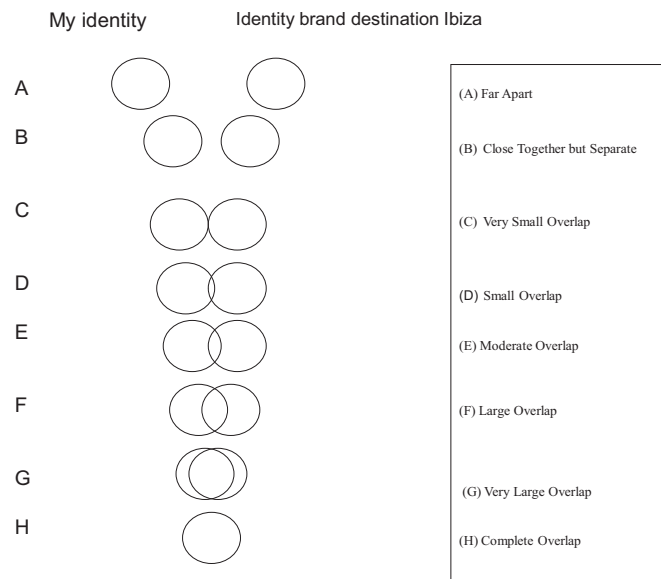 My identity Identity brand destination Ibiza
A (A) Far Apart
B (B) Close Together but Separate
C (C) Very Small Overlap
D (D) Small Overlap
E (E) Moderate Overlap
F (F) Large Overlap
G (G) Very Large Overlap
H (H) Complete Overlap